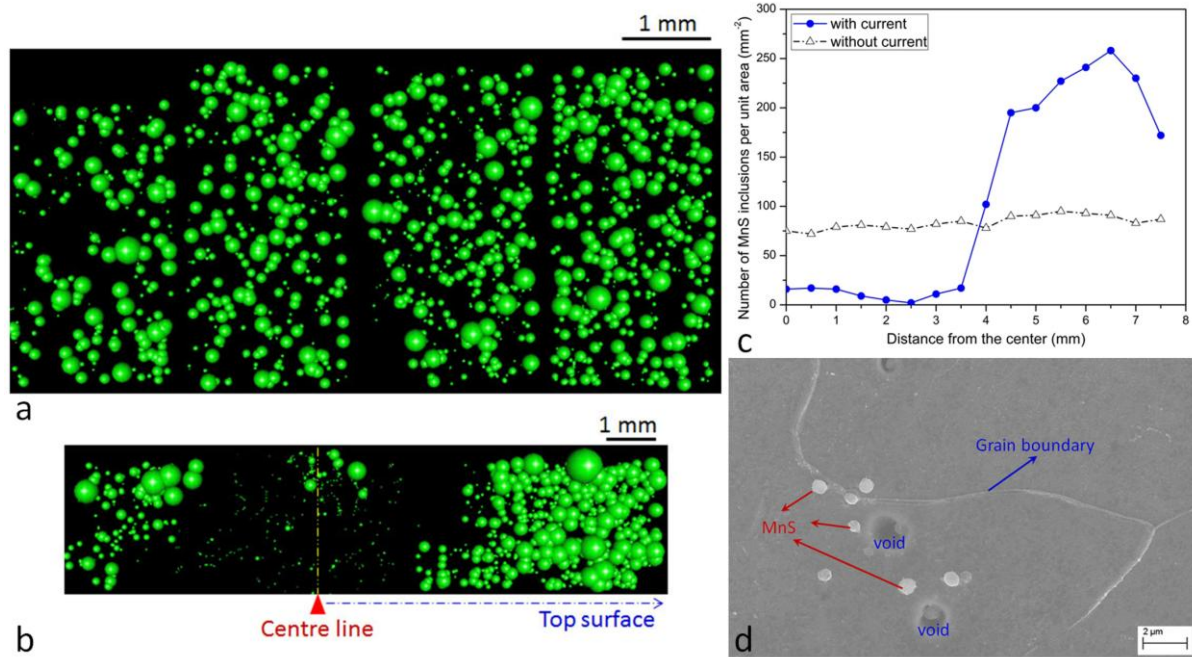 1 mm
a
1 mm
Centre line
Top surface
b
Number of MnS inclusions per unit area (mm⁻²)
300
250
200
150
100
50
0
with current
without current
0 1 2 3 4 5 6 7 8
Distance from the center (mm)
c
Grain boundary
MnS
void
void
2 µm
d